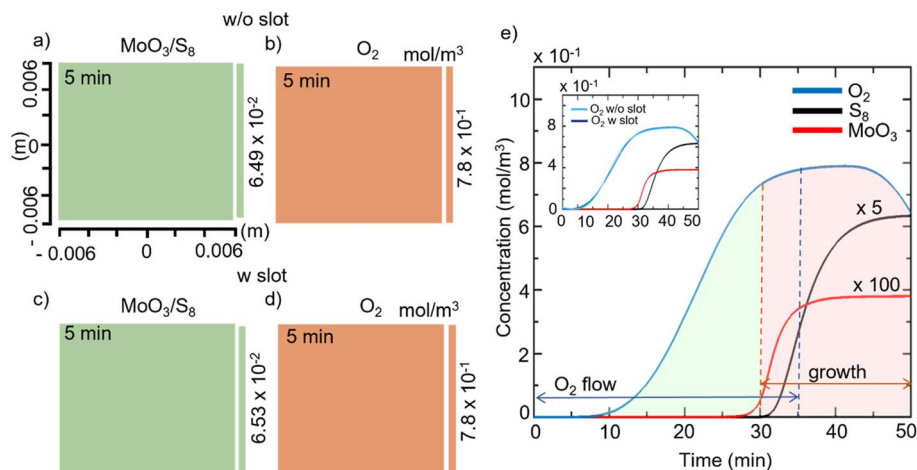 w/o slot
a)
MoO₃/S₈
5 min
0.006
0
0.006
(m)
- 0.006
0
0.006
(m)
6.49 x 10⁻²
b)
O₂
mol/m³
5 min
7.8 x 10⁻¹
w slot
c)
MoO₃/S₈
5 min
6.53 x 10⁻²
d)
O₂
mol/m³
5 min
7.8 x 10⁻¹
e)
x 10⁻¹
10
8
6
4
2
0
Concentration (mol/m³)
0 10 20 30 40 50
Time (min)
O₂
S₈
MoO₃
x 5
x 100
growth
O₂ flow
x 10⁻¹
8
4
0
0 10 20 30 40 50
O₂ w/o slot
O₂ w slot